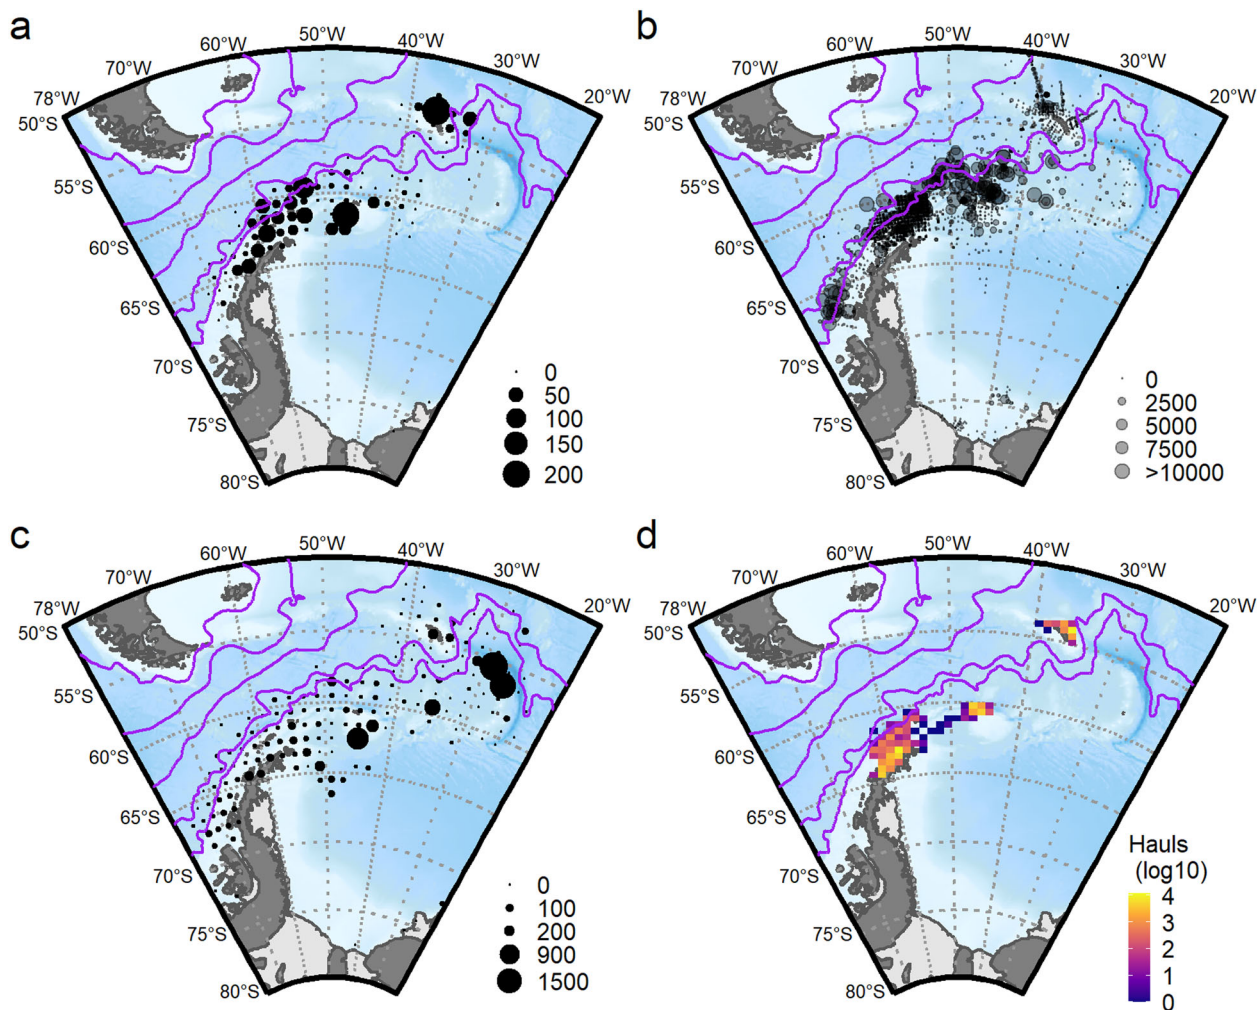 a
60°W
50°W
40°W
30°W
70°W
20°W
78°W
50°S
55°S
60°S
65°S
70°S
75°S
80°S
0
50
100
150
200
b
60°W
50°W
40°W
30°W
70°W
20°W
78°W
50°S
55°S
60°S
65°S
70°S
75°S
80°S
0
2500
5000
7500
>10000
c
60°W
50°W
40°W
30°W
70°W
20°W
78°W
50°S
55°S
60°S
65°S
70°S
75°S
80°S
0
100
200
900
1500
d
60°W
50°W
40°W
30°W
70°W
20°W
78°W
50°S
55°S
60°S
65°S
70°S
75°S
80°S
Hauls
(log10)
4
3
2
1
0